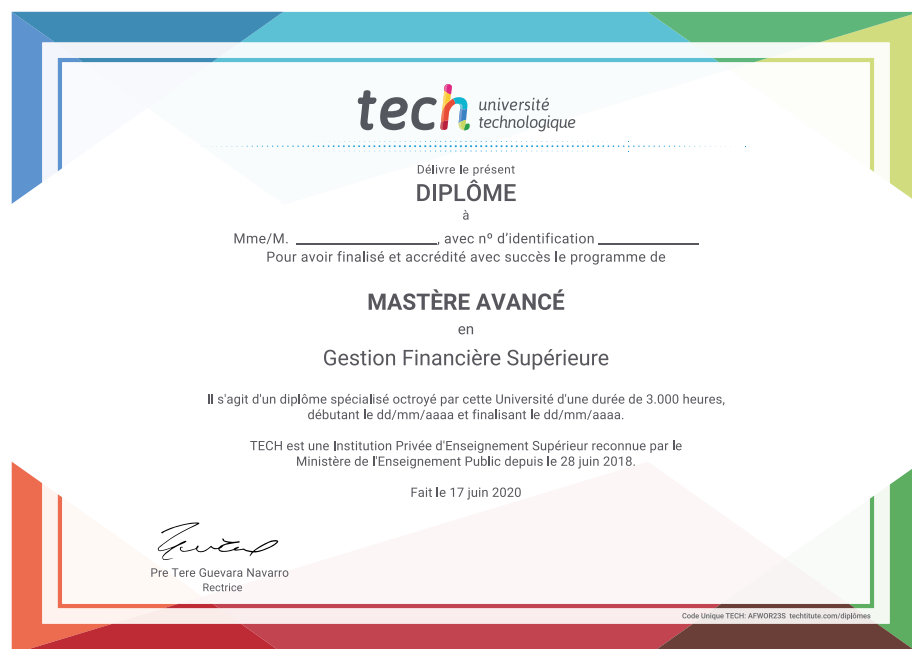 tech université
technologique
Délivre le présent
DIPLÔME
à
Mme/M. , avec nº d'identification
Pour avoir finalisé et accrédité avec succès le programme de
MASTÈRE AVANCÉ
en
Gestion Financière Supérieure
Il s'agit d'un diplôme spécialisé octroyé par cette Université d'une durée de 3.000 heures,
débutant le dd/mm/aaaa et finalisant le dd/mm/aaaa.
TECH est une Institution Privée d'Enseignement Supérieur reconnue par le
Ministère de l'Enseignement Public depuis le 28 juin 2018.
Fait le 17 juin 2020
Pre Tere Guevara Navarro
Rectrice
Code Unique TECH: AFWOR23S techtitute.com/diplômes